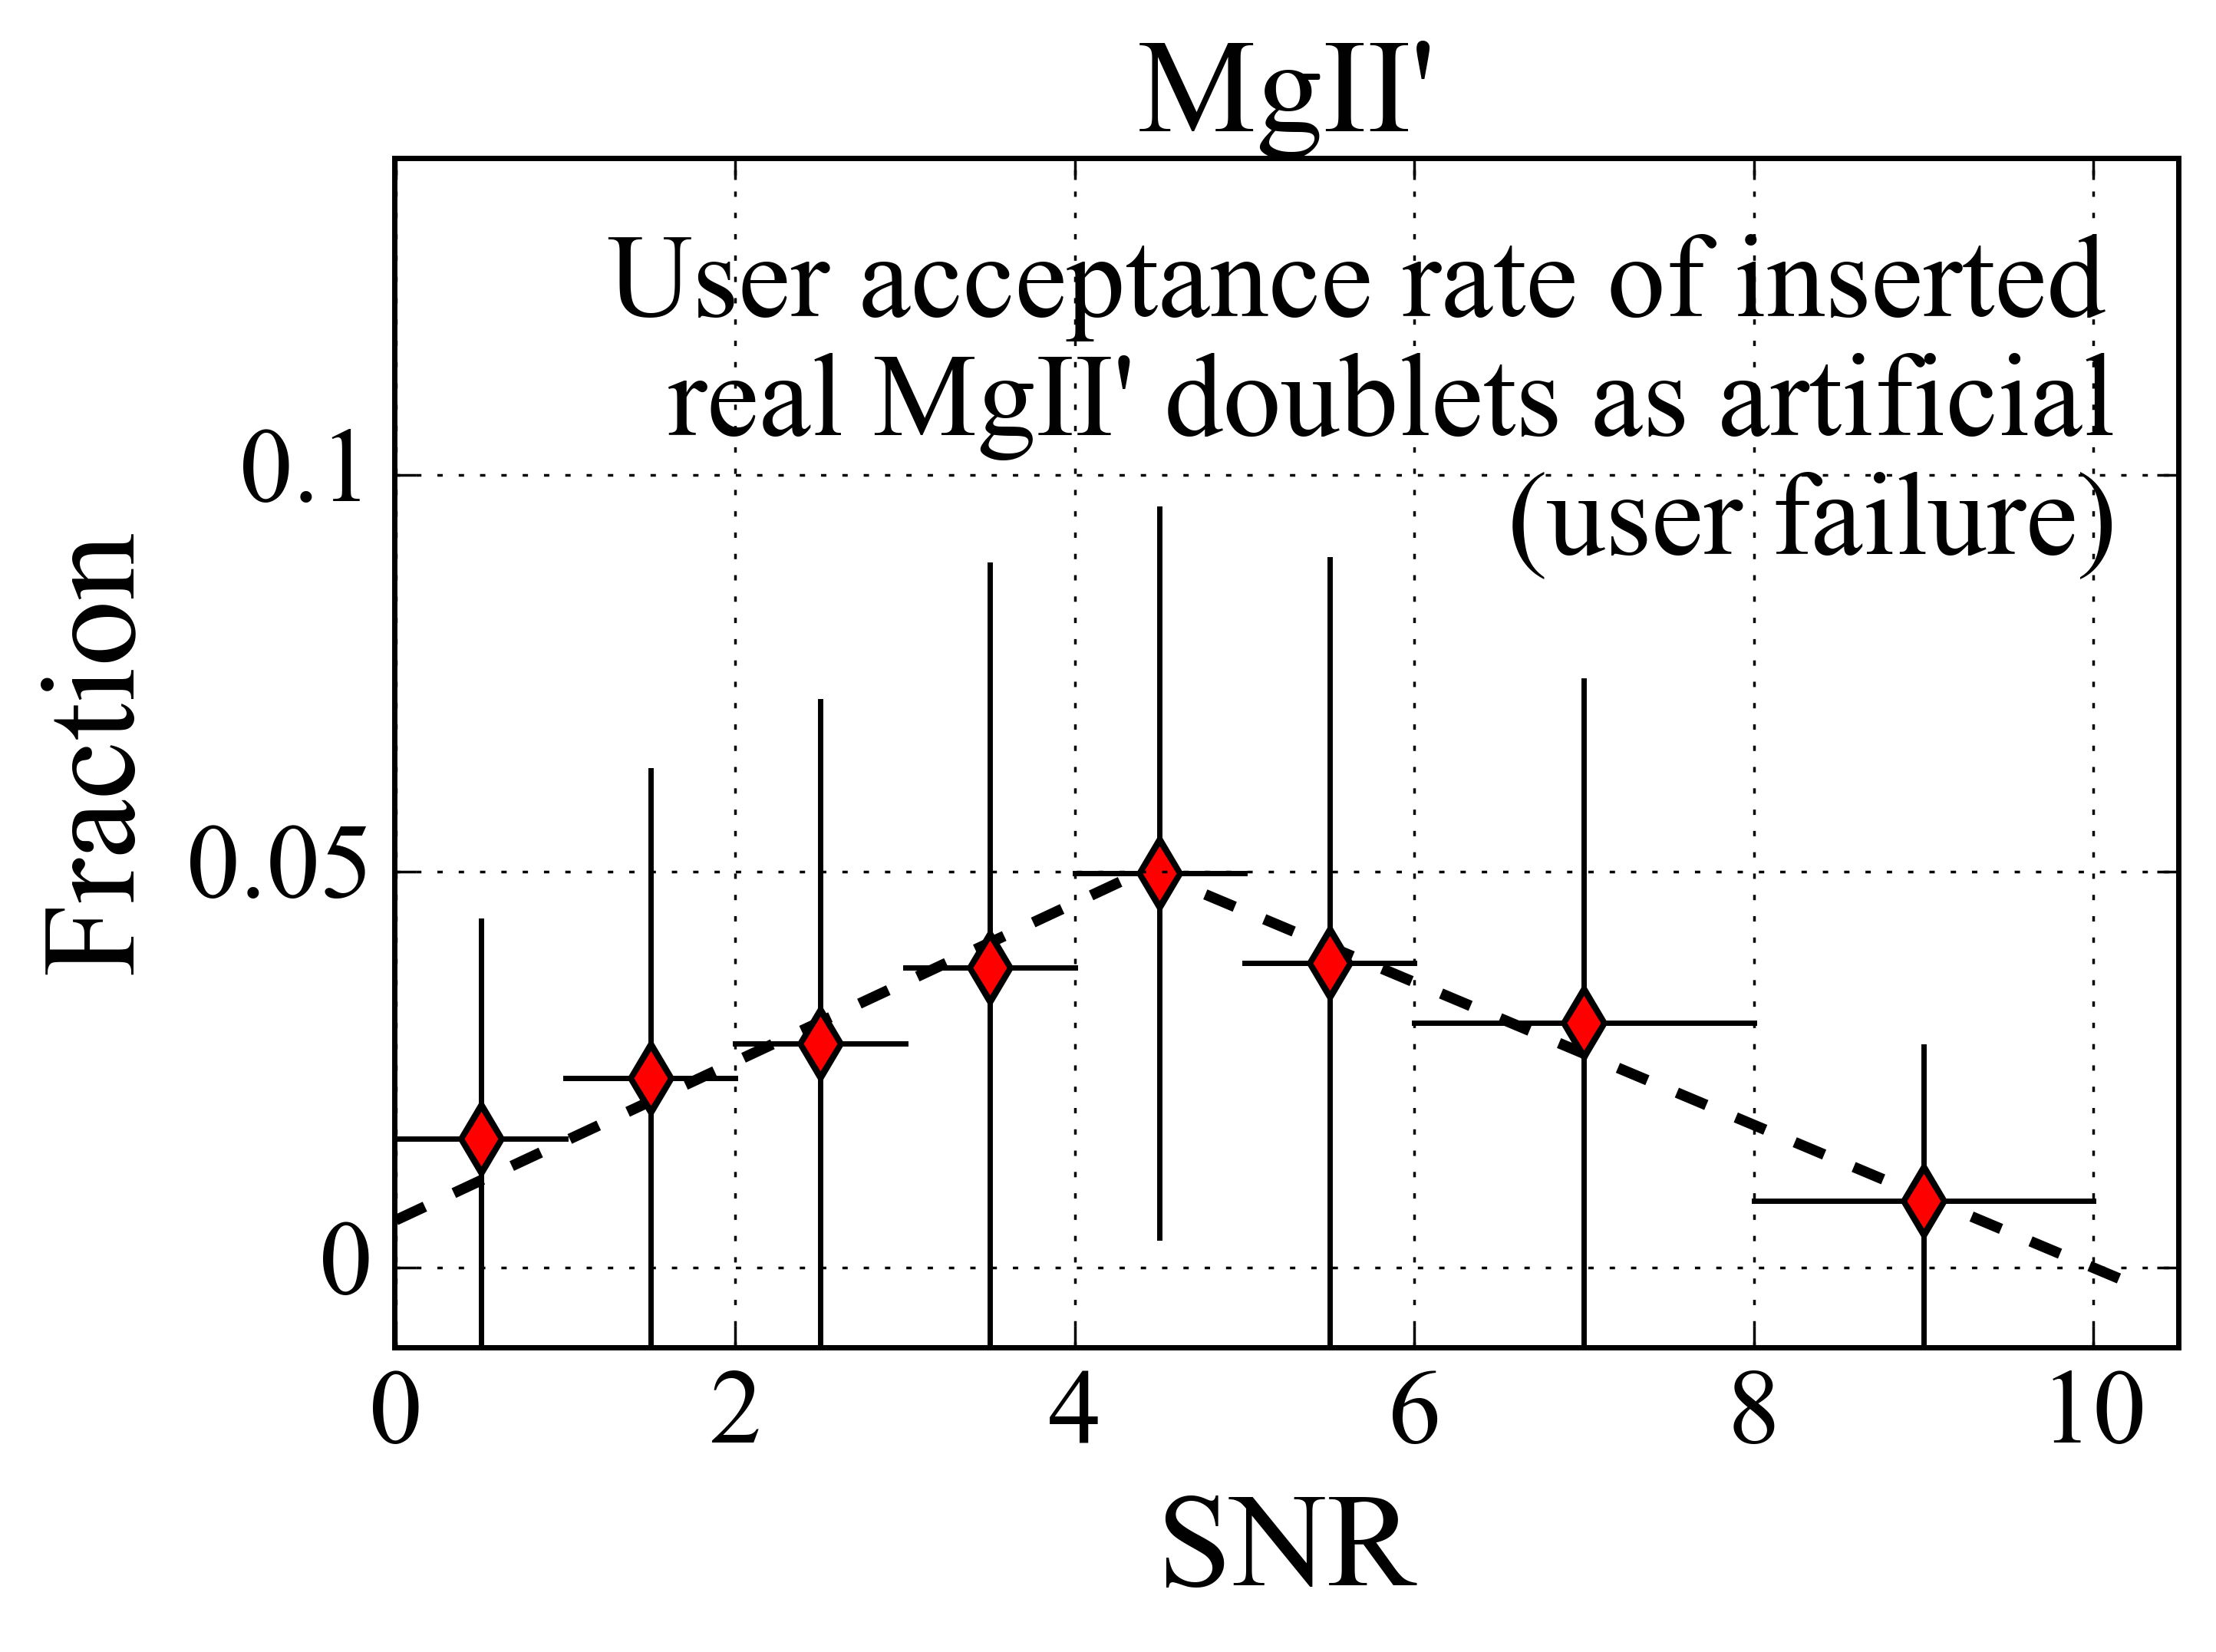 MgII'
User acceptance rate of inserted
real MgII' doublets as artificial
(user failure)
0.1
0.05
0
Fraction
0 2 4 6 8 10
SNR